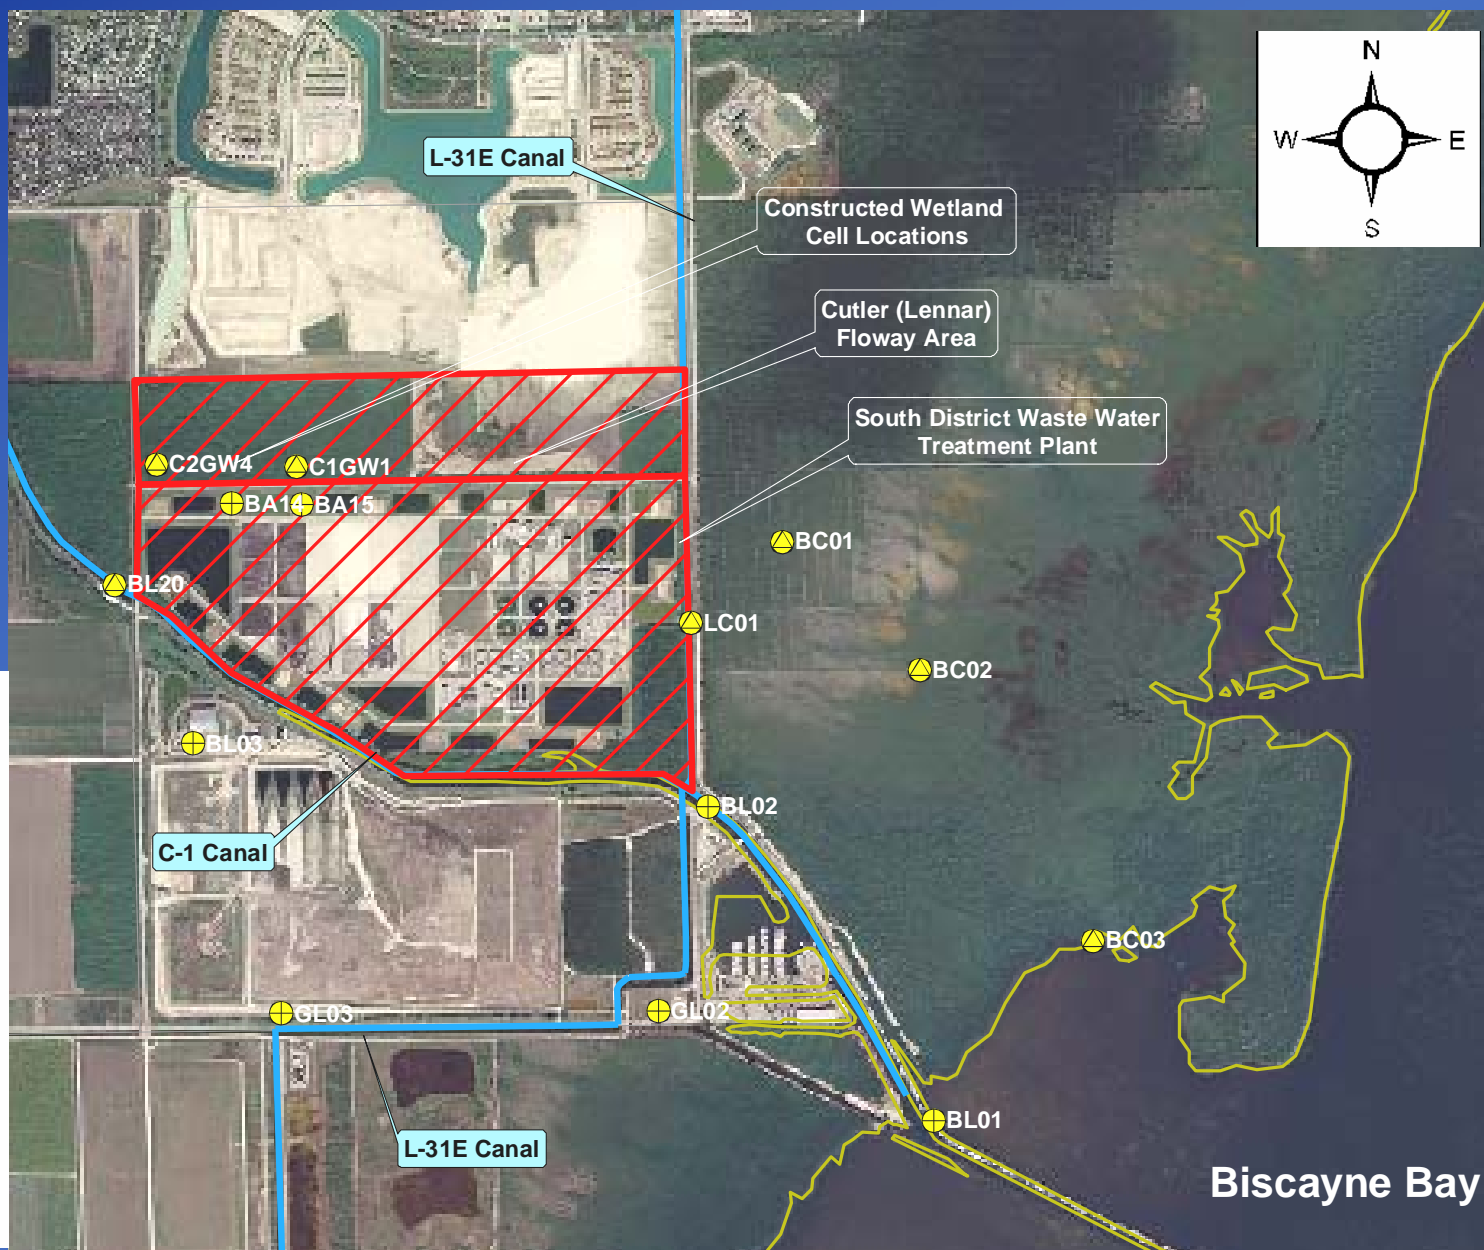 N
W
E
S
L-31E Canal
Constructed Wetland
Cell Locations
Cutler (Lennar)
Floway Area
South District Waste Water
Treatment Plant
C2GW4
C1GW1
BA14
BA15
BC01
BL20
LC01
BC02
BL03
BL02
C-1 Canal
BC03
GL03
GL02
BL01
L-31E Canal
Biscayne Bay